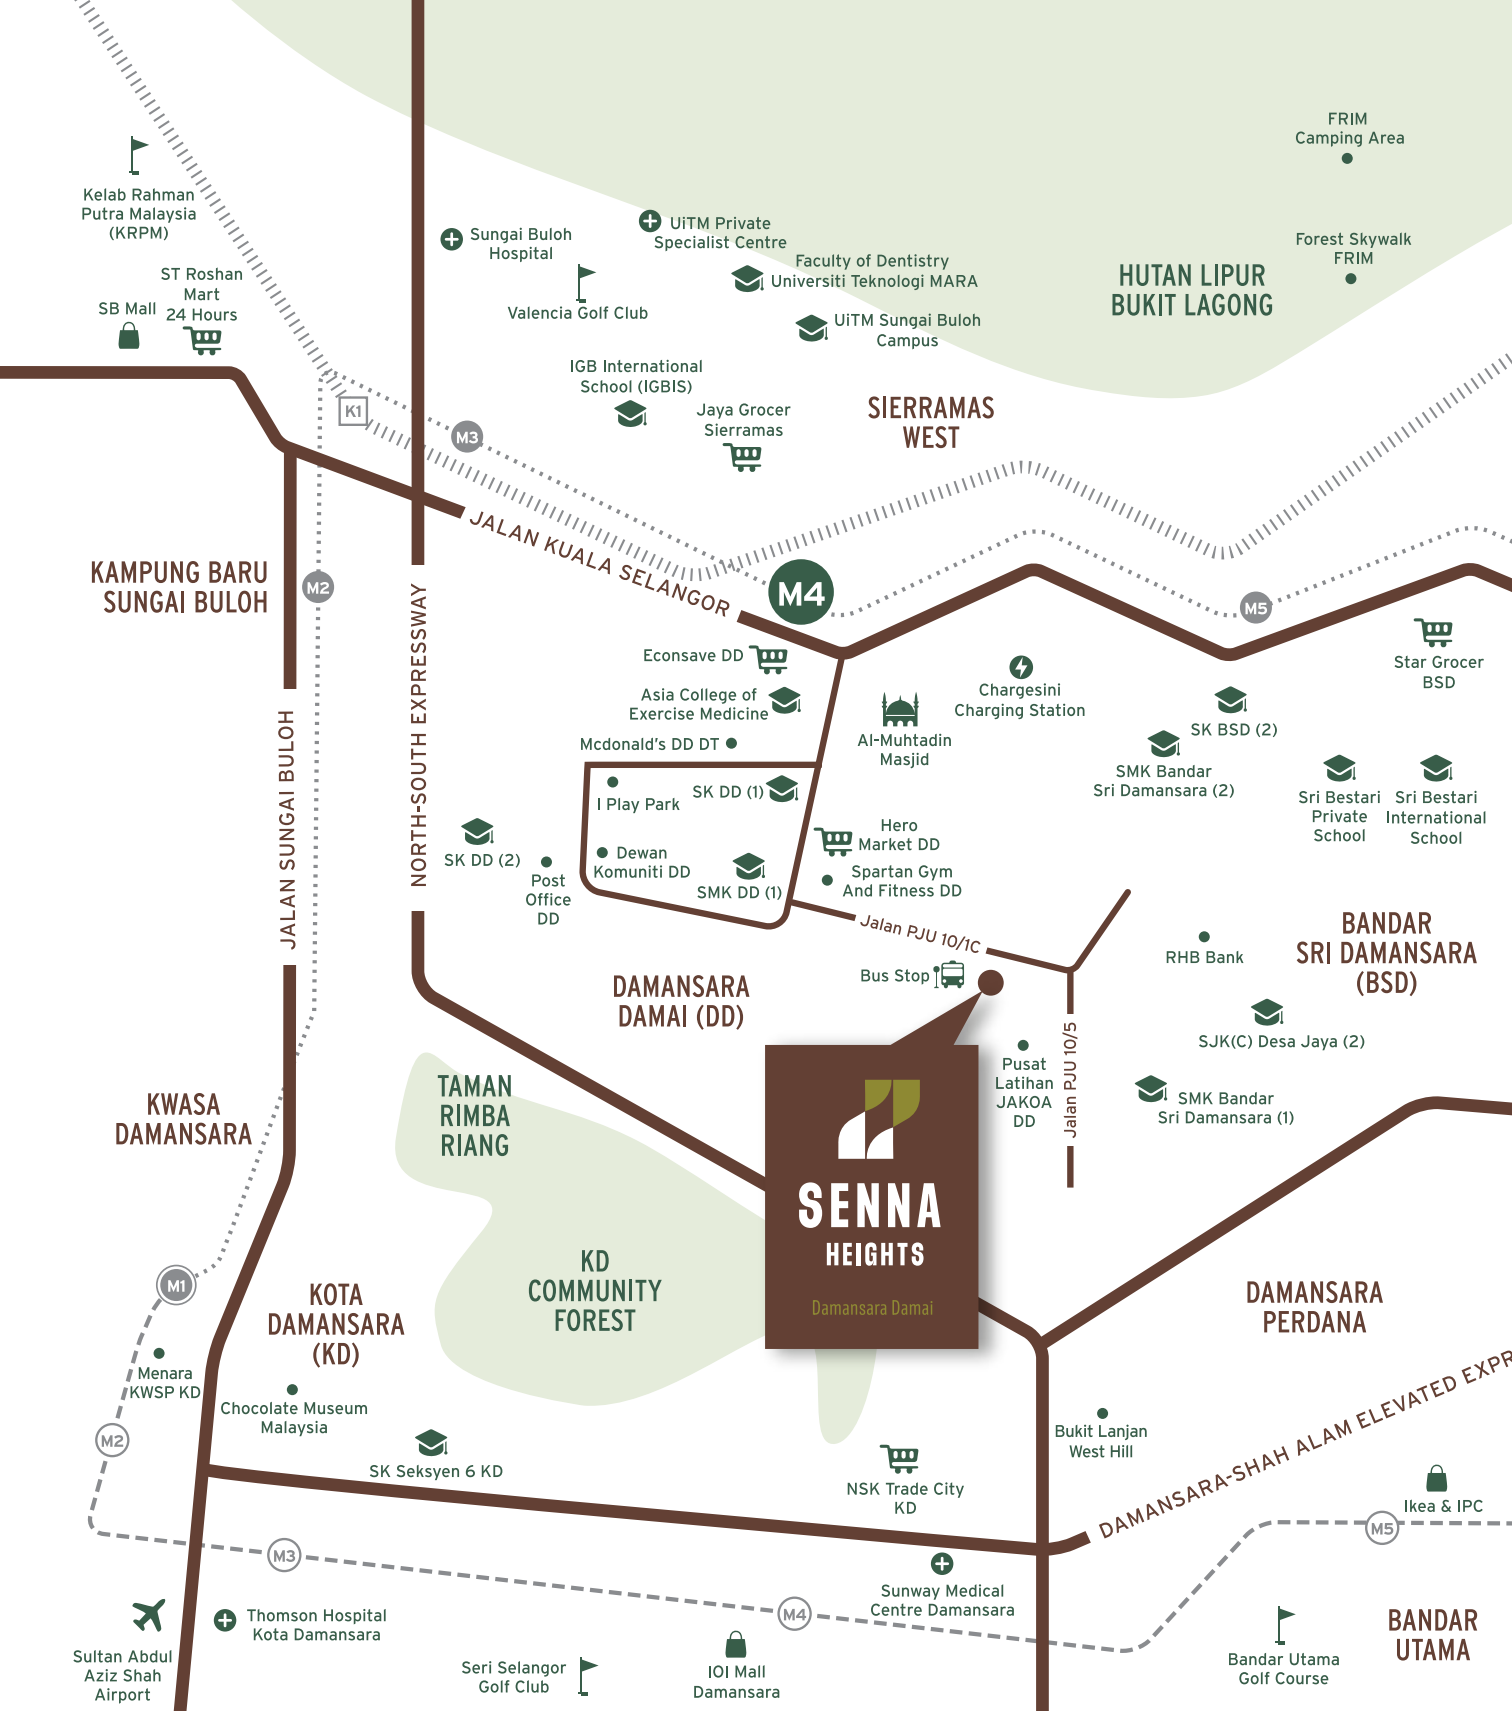 FRIM
Camping Area
Kelab Rahman
Putra Malaysia
(KRPM)
Sungai Buloh
Hospital
UiTM Private
Specialist Centre
Forest Skywalk
FRIM
Faculty of Dentistry
Universiti Teknologi MARA
HUTAN LIPUR
BUKIT LAGONG
ST Roshan
Mart
24 Hours
SB Mall
Valencia Golf Club
UiTM Sungai Buloh
Campus
IGB International
School (IGBIS)
Jaya Grocer
Sierramas
SIERRAMAS
WEST
K1
M3
JALAN KUALA SELANGOR
KAMPUNG BARU
SUNGAI BULOH
M2
M4
M5
NORTH-SOUTH EXPRESSWAY
JALAN SUNGAI BULOH
Econsave DD
Asia College of
Exercise Medicine
Mcdonald's DD DT
Chargesini
Charging Station
Al-Muhtadin
Masjid
Star Grocer
BSD
SK BSD (2)
SMK Bandar
Sri Damansara (2)
Sri Bestari
Private
School
Sri Bestari
International
School
I Play Park
SK DD (1)
Hero
Market DD
SK DD (2)
Post
Office
DD
Dewan
Komuniti DD
SMK DD (1)
Spartan Gym
And Fitness DD
Jalan PJU 10/1C
RHB Bank
BANDAR
SRI DAMANSARA
(BSD)
DAMANSARA
DAMAI (DD)
Bus Stop
SJK(C) Desa Jaya (2)
Pusat
Latihan
JAKOA
DD
Jalan PJU 10/5
SMK Bandar
Sri Damansara (1)
KWASA
DAMANSARA
TAMAN
RIMBA
RIANG
SENNA
HEIGHTS
Damansara Damai
KD
COMMUNITY
FOREST
M1
KOTA
DAMANSARA
(KD)
DAMANSARA
PERDANA
Menara
KWSP KD
Chocolate Museum
Malaysia
M2
SK Seksyen 6 KD
NSK Trade City
KD
Bukit Lanjan
West Hill
DAMANSARA-SHAH ALAM ELEVATED EXPR
Ikea & IPC
M5
M3
Sunway Medical
Centre Damansara
M4
Thomson Hospital
Kota Damansara
Sultan Abdul
Aziz Shah
Airport
Seri Selangor
Golf Club
IOI Mall
Damansara
Bandar Utama
Golf Course
BANDAR
UTAMA